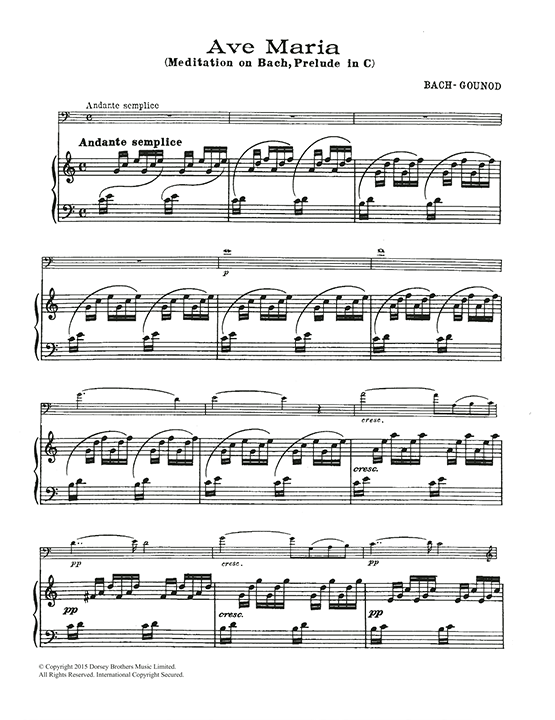 Ave Maria
(Meditation on Bach, Prelude in C)
BACH-GOUNOD
Andante semplice
Andante semplice
p
cresc.
cresc.
pp
cresc.
pp
pp
cresc.
pp
© Copyright 2015 Dorsey Brothers Music Limited.
All Rights Reserved. International Copyright Secured.